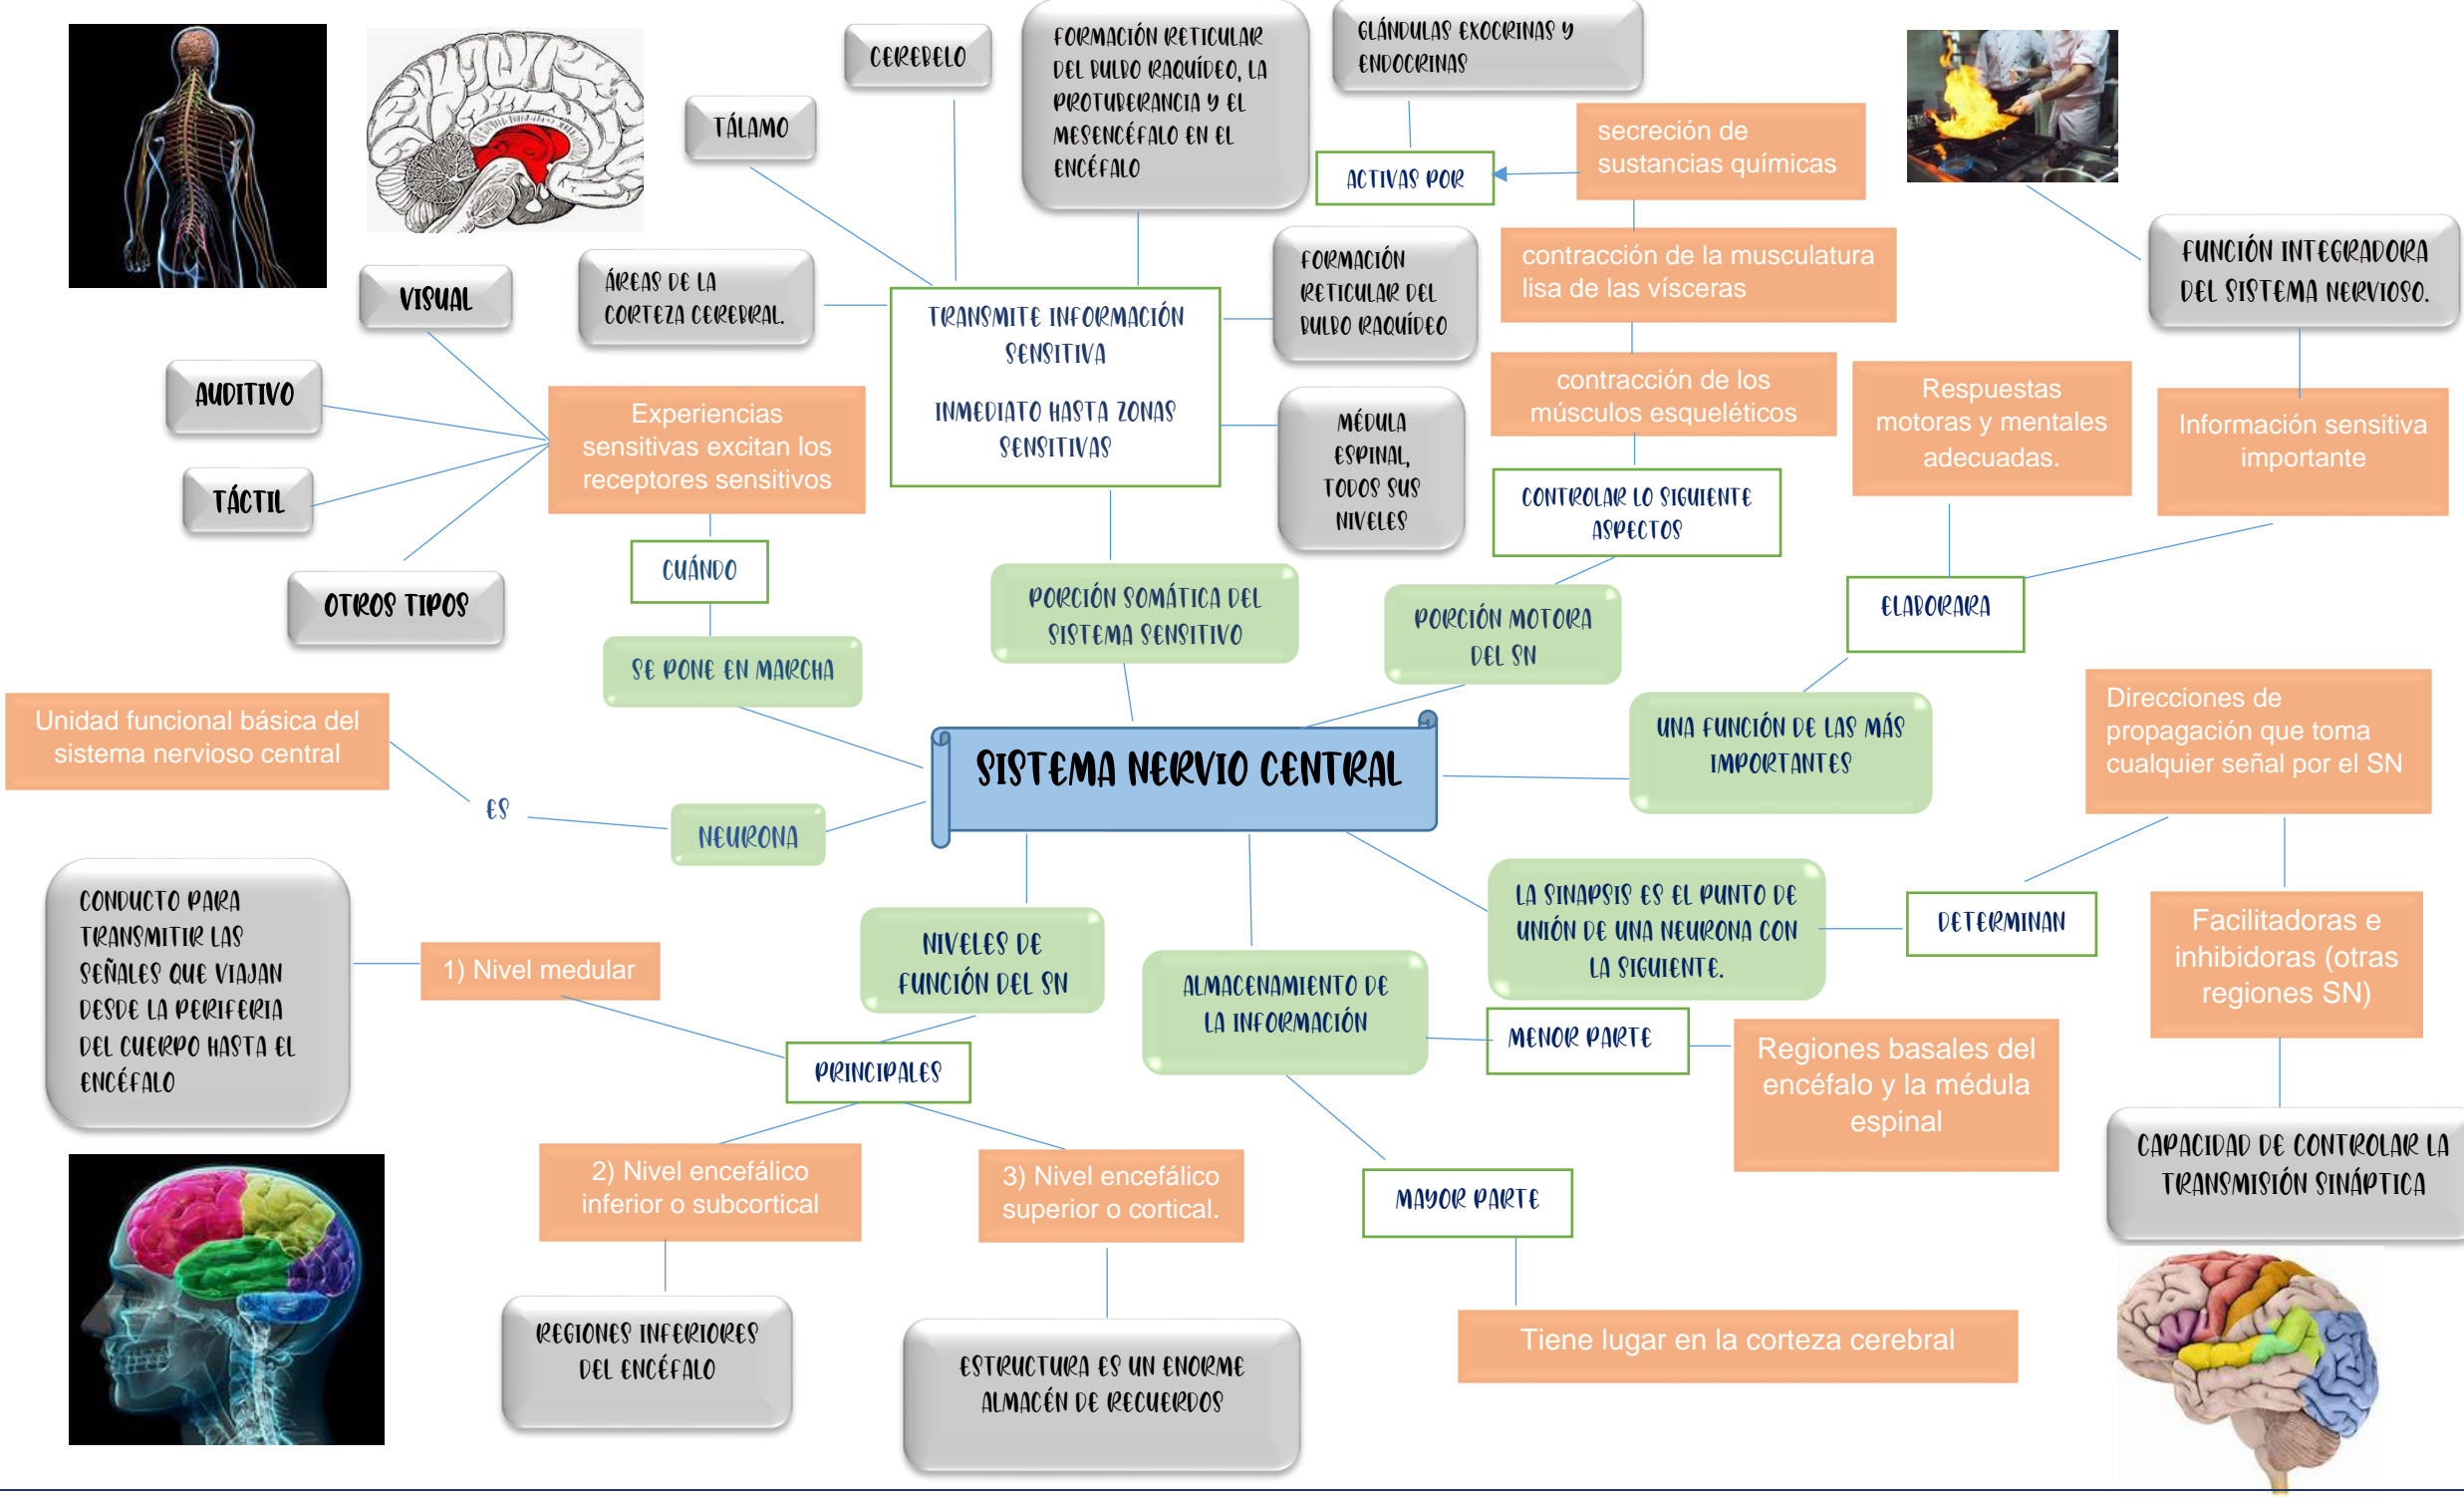 CEREBELO
FORMACIÓN RETICULAR
DEL BULBO RAQUÍDEO, LA
PROTUBERANCIA Y EL
MESENCÉFALO EN EL
ENCÉFALO
GLÁNDULAS EXOCRINAS Y
ENDOCRINAS
TÁLAMO
ACTIVAS POR
secreción de
sustancias químicas
ÁREAS DE LA
CORTEZA CEREBRAL.
VISUAL
AUDITIVO
TÁCTIL
OTROS TIPOS
Experiencias
sensitivas excitan los
receptores sensitivos
TRANSMITE INFORMACIÓN
SENSITIVA
INMEDIATO HASTA ZONAS
SENSITIVAS
FORMACIÓN
RETICULAR DEL
BULBO RAQUÍDEO
MÉDULA
ESPINAL,
TODOS SUS
NIVELES
contracción de la musculatura
lisa de las vísceras
contracción de los
músculos esqueléticos
CONTROLAR LO SIGUIENTE
ASPECTOS
FUNCIÓN INTEGRADORA
DEL SISTEMA NERVIOSO.
Respuestas
motoras y mentales
adecuadas.
Información sensitiva
importante
CUÁNDO
SE PONE EN MARCHA
PORCIÓN SOMÁTICA DEL
SISTEMA SENSITIVO
PORCIÓN MOTORA
DEL SN
ELABORARA
UNA FUNCIÓN DE LAS MÁS
IMPORTANTES
Unidad funcional básica del
sistema nervioso central
ES
NEURONA
SISTEMA NERVIO CENTRAL
Direcciones de
propagación que toma
cualquier señal por el SN
CONDUCTO PARA
TRANSMITIR LAS
SEÑALES QUE VIAJAN
DESDE LA PERIFERIA
DEL CUERPO HASTA EL
ENCÉFALO
1) Nivel medular
NIVELES DE
FUNCIÓN DEL SN
PRINCIPALES
ALMACENAMIENTO DE
LA INFORMACIÓN
LA SINAPSIS ES EL PUNTO DE
UNIÓN DE UNA NEURONA CON
LA SIGUIENTE.
DETERMINAN
Facilitadoras e
inhibidoras (otras
regiones SN)
MENOR PARTE
Regiones basales del
encéfalo y la médula
espinal
CAPACIDAD DE CONTROLAR LA
TRANSMISIÓN SINÁPTICA
2) Nivel encefálico
inferior o subcortical
3) Nivel encefálico
superior o cortical.
MAYOR PARTE
REGIONES INFERIORES
DEL ENCÉFALO
ESTRUCTURA ES UN ENORME
ALMACÉN DE RECUERDOS
Tiene lugar en la corteza cerebral